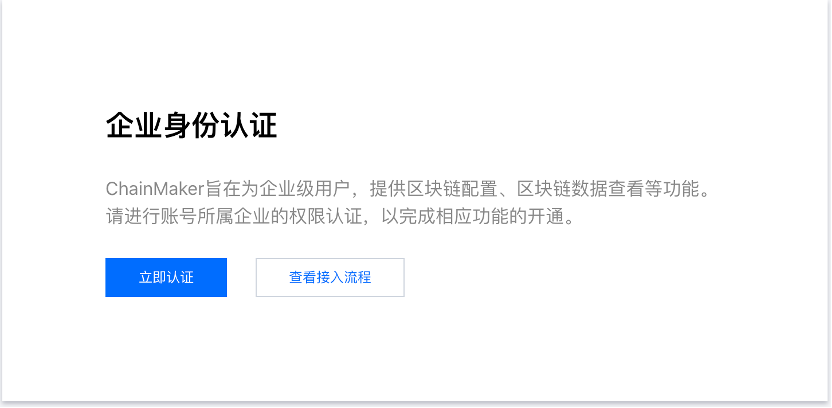 企业身份认证
ChainMaker旨在为企业级用户，提供区块链配置、区块链数据查看等功能。
请进行账号所属企业的权限认证，以完成相应功能的开通。
立即认证
查看接入流程